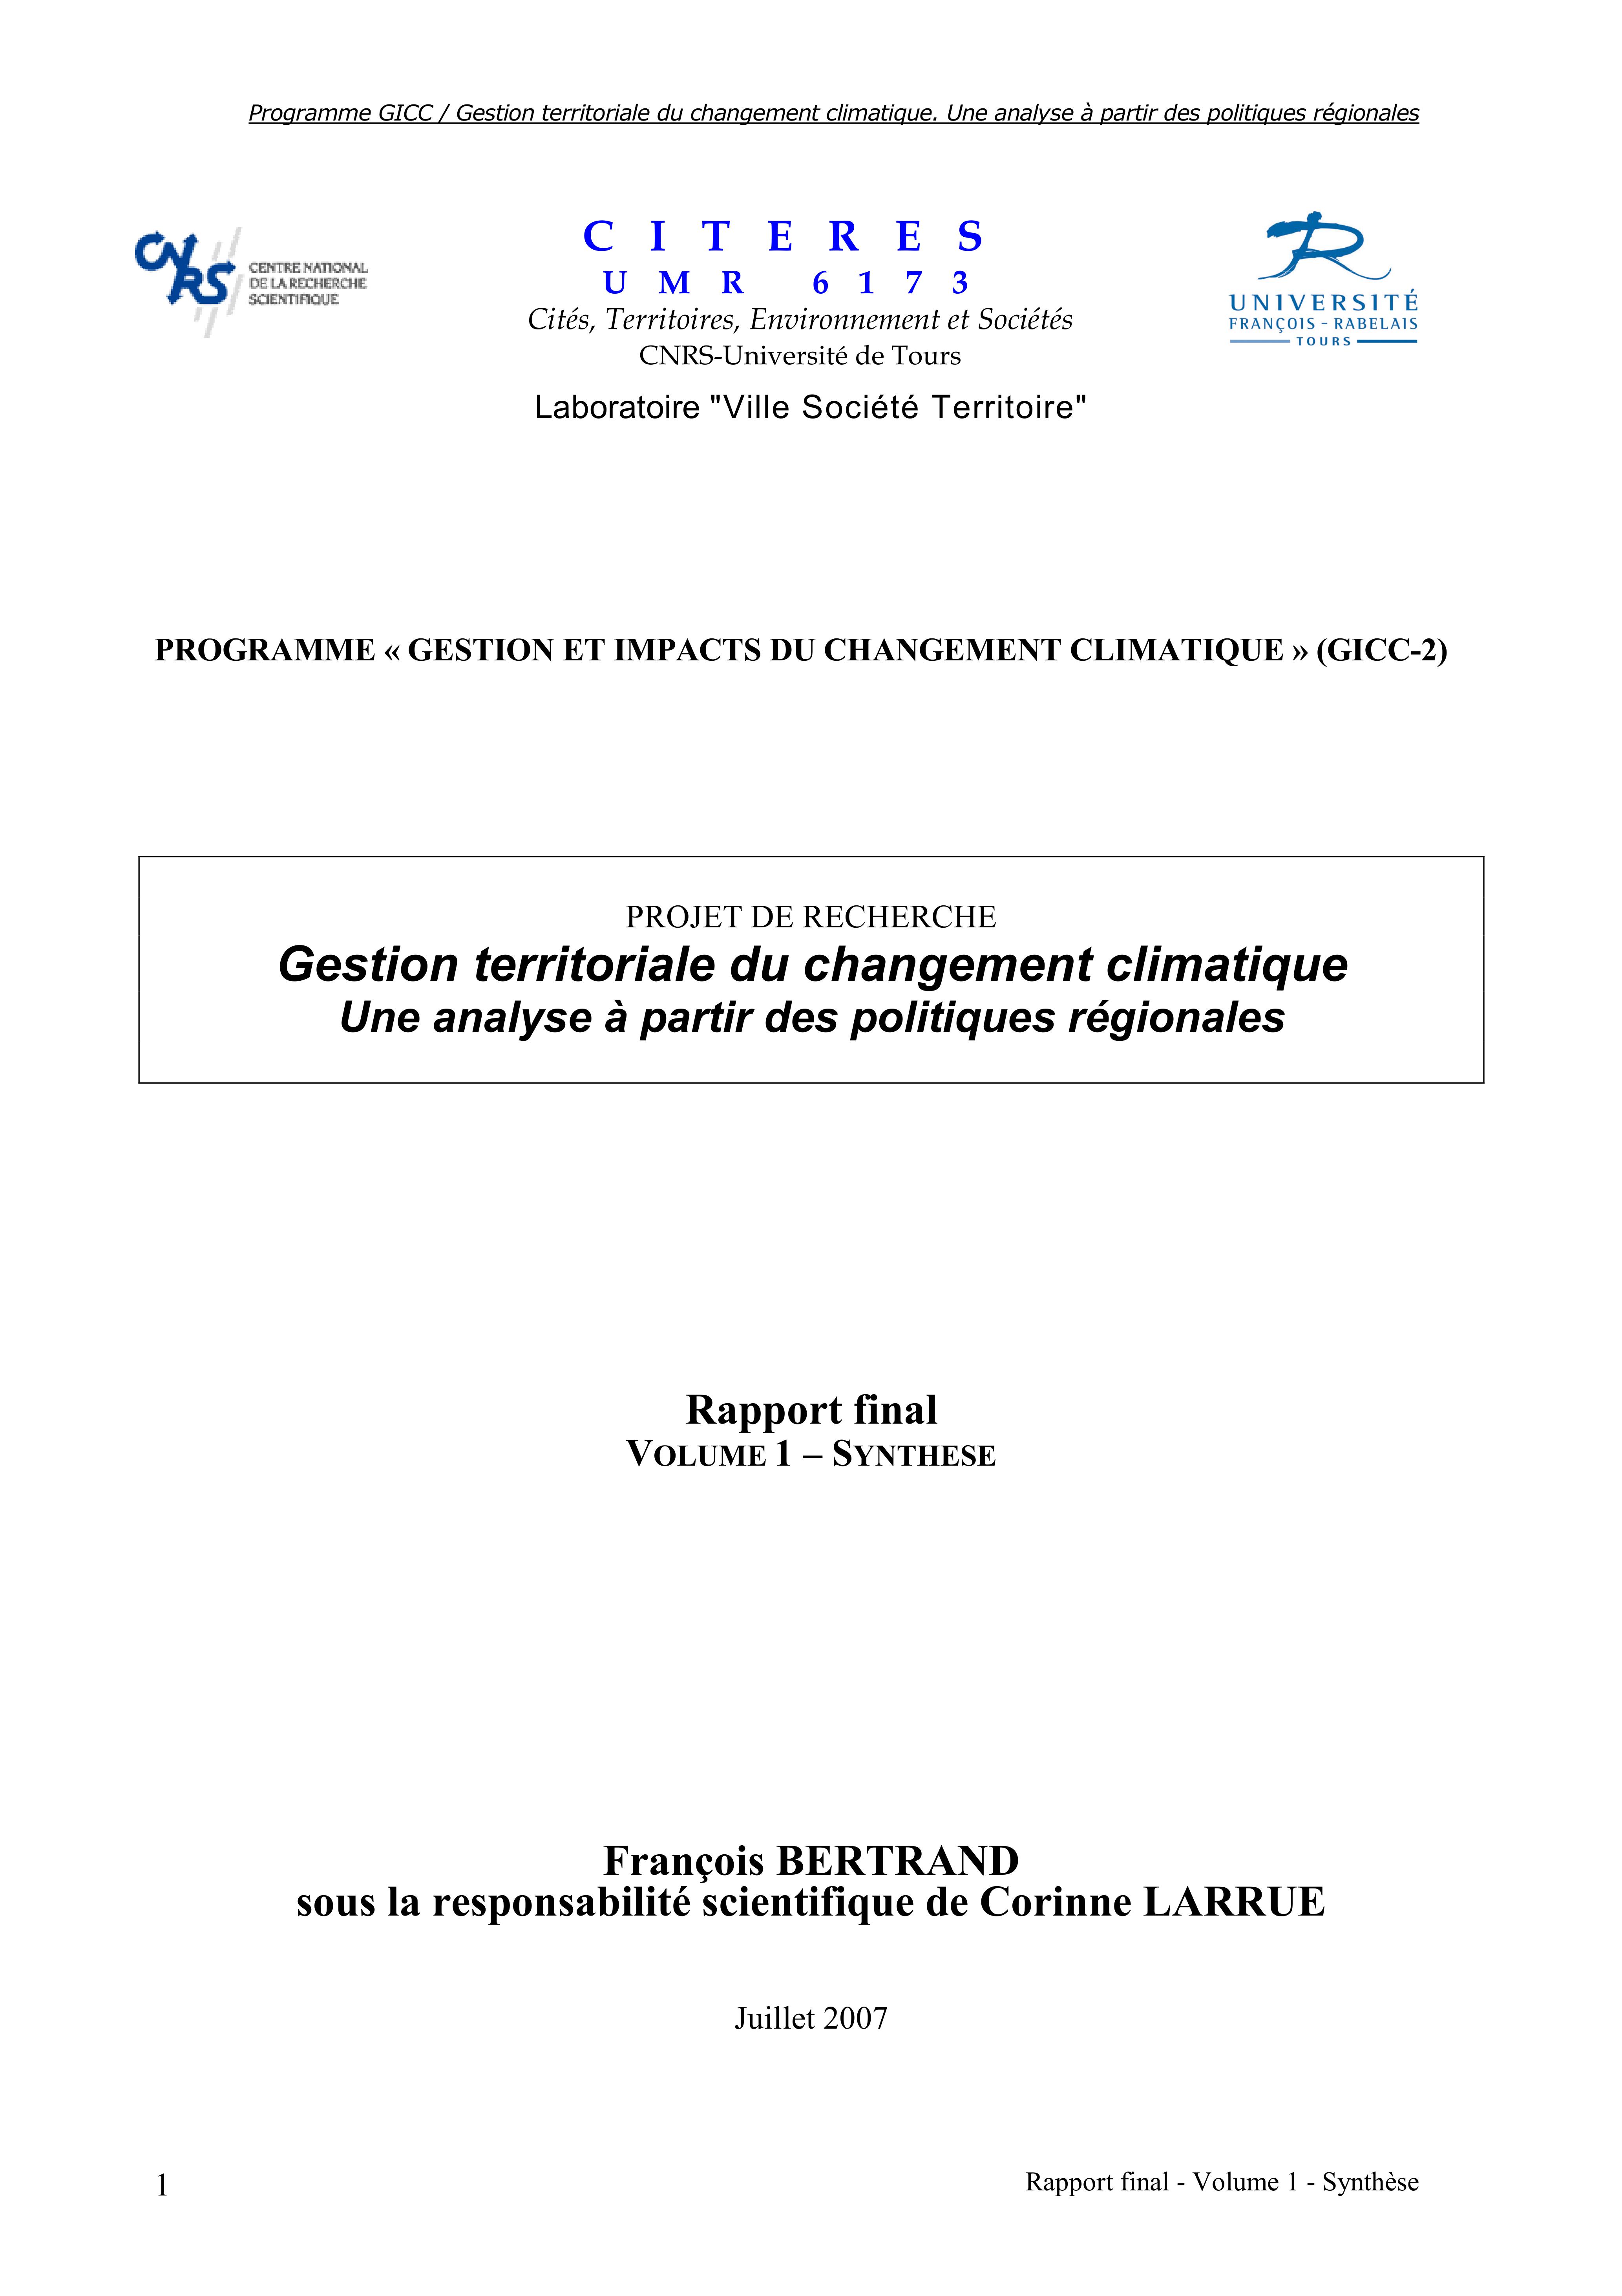 Programme GICC / Gestion territoriale du changement climatique. Une analyse à partir des politiques régionales
CNRS
CENTRE NATIONAL
DE LA RECHERCHE
SCIENTIFIQUE
C I T E R E S
U M R 6 1 7 3
Cités, Territoires, Environnement et Sociétés
CNRS-Université de Tours
Laboratoire "Ville Société Territoire"
UNIVERSITÉ
FRANÇOIS - RABELAIS
TOURS
PROGRAMME « GESTION ET IMPACTS DU CHANGEMENT CLIMATIQUE » (GICC-2)
PROJET DE RECHERCHE
Gestion territoriale du changement climatique
Une analyse à partir des politiques régionales
Rapport final
VOLUME 1 – SYNTHESE
François BERTRAND
sous la responsabilité scientifique de Corinne LARRUE
Juillet 2007
1
Rapport final - Volume 1 - Synthèse